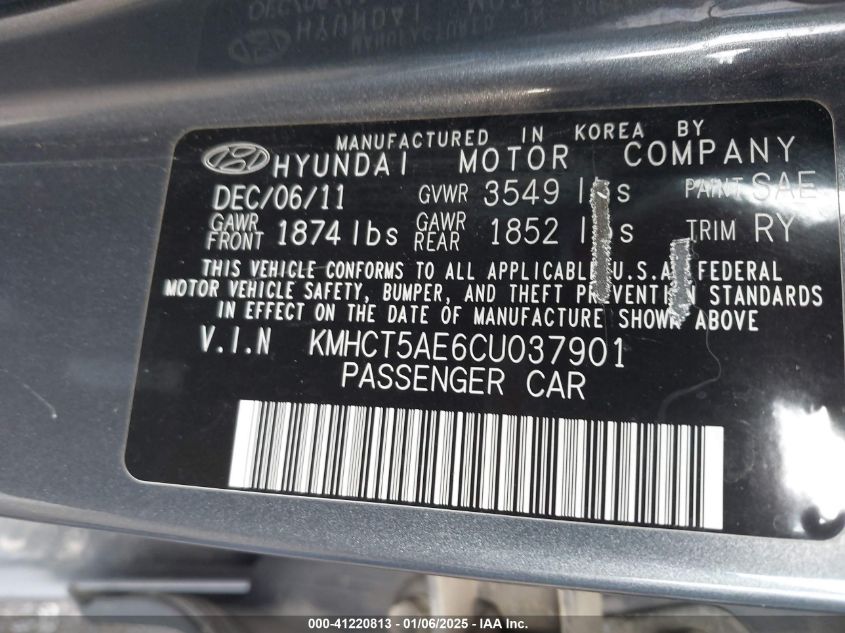 MANUFACTURED IN KOREA BY
HYUNDAI MOTOR COMPANY
DEC/06/11 GVWR 3549 lbs PAINT SAE
GAWR FRONT 1874 lbs GAWR REAR 1852 lbs TRIM RY
THIS VEHICLE CONFORMS TO ALL APPLICABLE U.S.A. FEDERAL
MOTOR VEHICLE SAFETY, BUMPER, AND THEFT PREVENTION STANDARDS
IN EFFECT ON THE DATE OF MANUFACTURE SHOWN ABOVE
V.I.N KMHCT5AE6CU037901
PASSENGER CAR
000-41220813 - 01/06/2025 - IAA Inc.